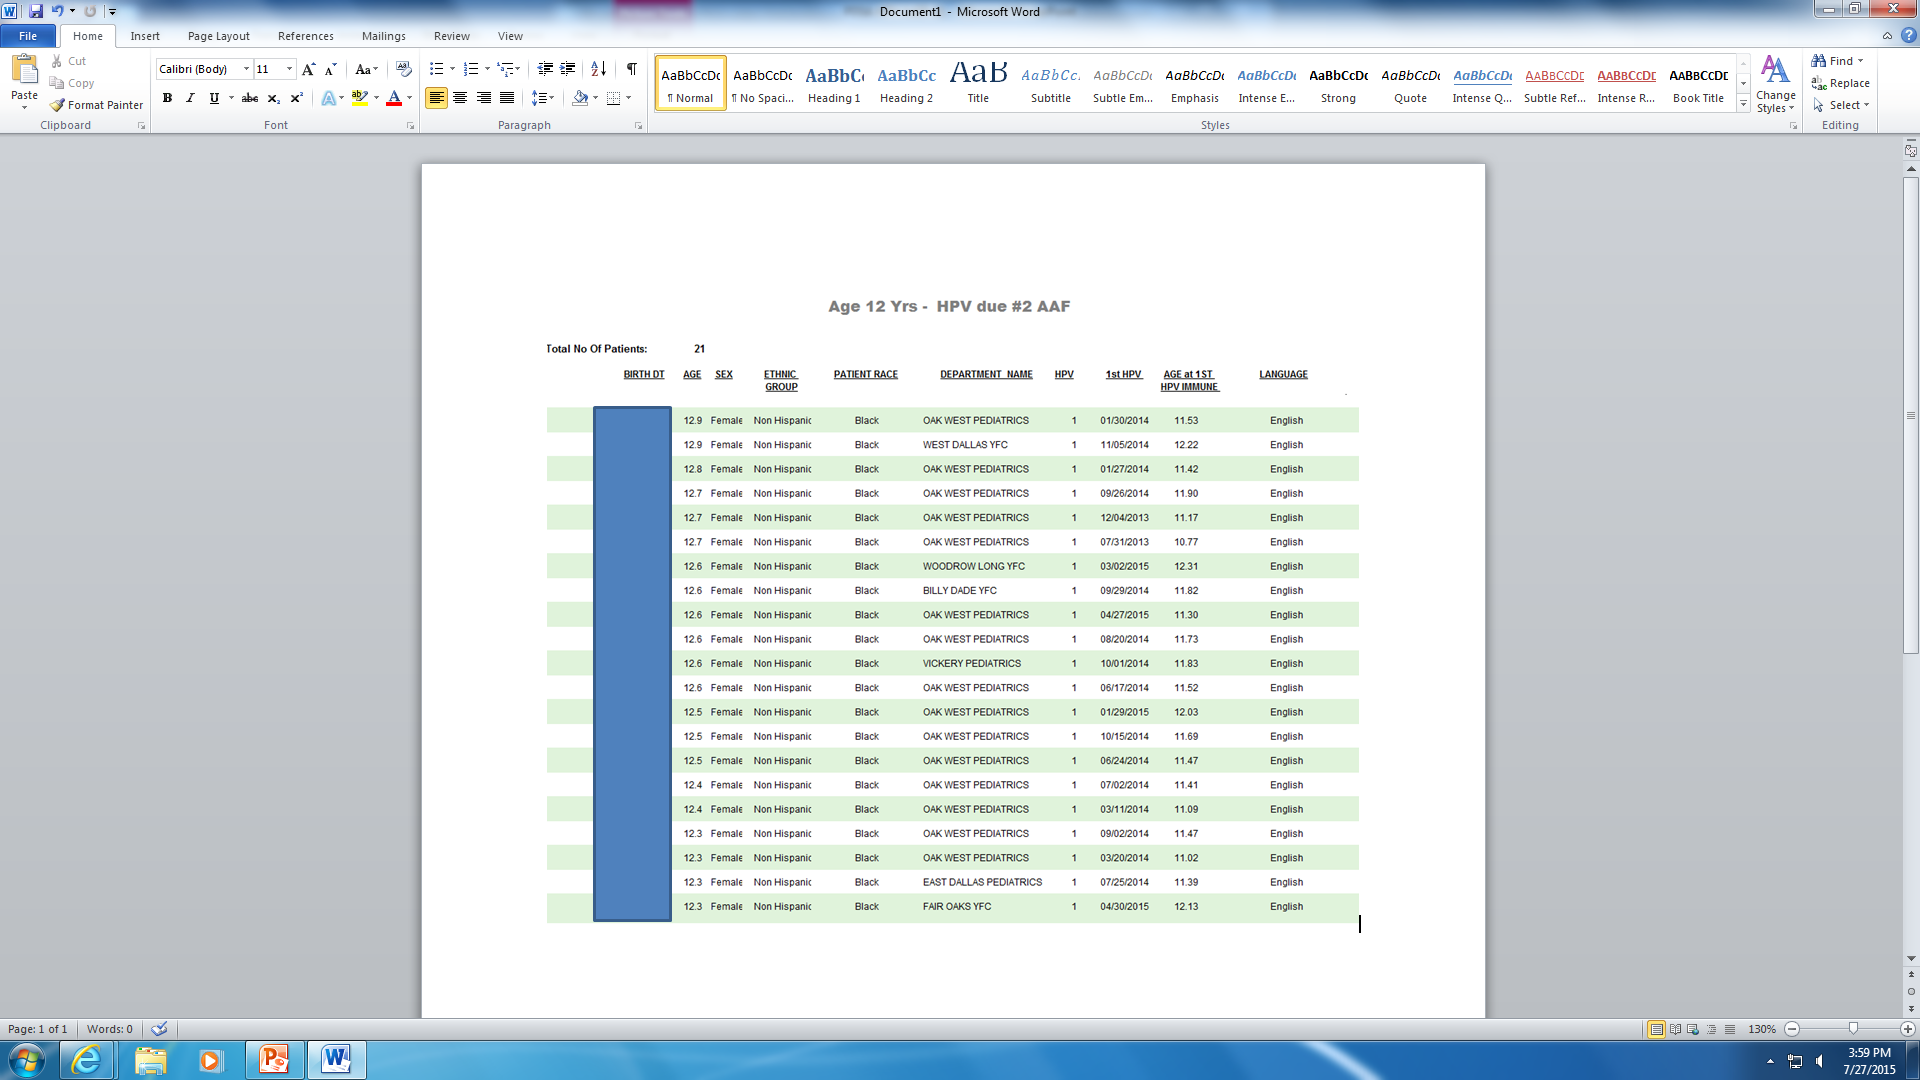 Document1 - Microsoft Word
File Home Insert Page Layout References Mailings Review View
Paste
Cut
Copy
Format Painter
Clipboard
Calibri (Body) 11
Font
Paragraph
AaBbCcDc AaBbCcDc AaBbC AaBbCc AaB AaBbCc. AaBbCcDc AaBbCcDc AaBbCcDc AaBbCcDc AaBbCcDc AaBbCcDc AABBCCDE AABBCCDE AABBCCDE
¶ Normal ¶ No Spaci... Heading 1 Heading 2 Title Subtitle Subtle Em... Emphasis Intense E... Strong Quote Intense Q... Subtle Ref... Intense R... Book Title
Styles
Change Styles
Find
Replace
Select
Editing
Age 12 Yrs - HPV due #2 AAF
Total No Of Patients: 21
BIRTH DT AGE SEX ETHNIC GROUP PATIENT RACE DEPARTMENT NAME HPV 1st HPV AGE at 1ST HPV IMMUNE LANGUAGE
12.9 Female Non Hispanic Black OAK WEST PEDIATRICS 1 01/30/2014 11.53 English
12.9 Female Non Hispanic Black WEST DALLAS YFC 1 11/05/2014 12.22 English
12.8 Female Non Hispanic Black OAK WEST PEDIATRICS 1 01/27/2014 11.42 English
12.7 Female Non Hispanic Black OAK WEST PEDIATRICS 1 09/26/2014 11.90 English
12.7 Female Non Hispanic Black OAK WEST PEDIATRICS 1 12/04/2013 11.17 English
12.7 Female Non Hispanic Black OAK WEST PEDIATRICS 1 07/31/2013 10.77 English
12.6 Female Non Hispanic Black WOODROW LONG YFC 1 03/02/2015 12.31 English
12.6 Female Non Hispanic Black BILLY DADE YFC 1 09/29/2014 11.82 English
12.6 Female Non Hispanic Black OAK WEST PEDIATRICS 1 04/27/2015 11.30 English
12.6 Female Non Hispanic Black OAK WEST PEDIATRICS 1 08/20/2014 11.73 English
12.6 Female Non Hispanic Black VICKERY PEDIATRICS 1 10/01/2014 11.83 English
12.6 Female Non Hispanic Black OAK WEST PEDIATRICS 1 06/17/2014 11.52 English
12.5 Female Non Hispanic Black OAK WEST PEDIATRICS 1 01/29/2015 12.03 English
12.5 Female Non Hispanic Black OAK WEST PEDIATRICS 1 10/15/2014 11.69 English
12.5 Female Non Hispanic Black OAK WEST PEDIATRICS 1 06/24/2014 11.47 English
12.4 Female Non Hispanic Black OAK WEST PEDIATRICS 1 07/02/2014 11.41 English
12.4 Female Non Hispanic Black OAK WEST PEDIATRICS 1 03/11/2014 11.09 English
12.3 Female Non Hispanic Black OAK WEST PEDIATRICS 1 09/02/2014 11.47 English
12.3 Female Non Hispanic Black OAK WEST PEDIATRICS 1 03/20/2014 11.02 English
12.3 Female Non Hispanic Black EAST DALLAS PEDIATRICS 1 07/25/2014 11.39 English
12.3 Female Non Hispanic Black FAIR OAKS YFC 1 04/30/2015 12.13 English
Page: 1 of 1 Words: 0 130%
3:59 PM
7/27/2015